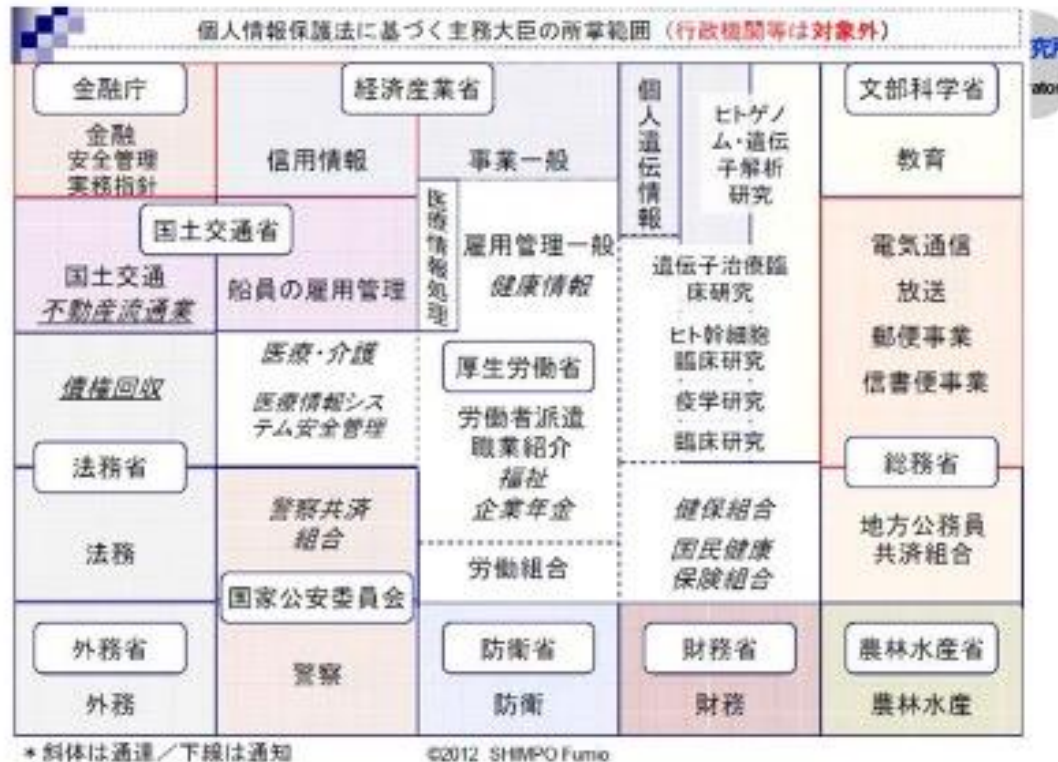 個人情報保護法に基づく主務大臣の所掌範囲（行政機関等は対象外）
金融庁
金融
安全管理
実務指針
経済産業省
信用情報
事業一般
個人遺伝情報
ヒトゲノ
ム・遺伝
子解析
研究
文部科学省
教育
国土交通省
国土交通
不動産流通業
船員の雇用管理
医療情報処理
雇用管理一般
健康情報
遺伝子治療臨
床研究
ヒト幹細胞
臨床研究
疫学研究
臨床研究
電気通信
放送
郵便事業
信書便事業
債権回収
医療・介護
医療情報シス
テム安全管理
厚生労働省
労働者派遣
職業紹介
福祉
企業年金
労働組合
法務省
法務
警察共済
組合
国家公安委員会
警察
健保組合
国民健康
保険組合
総務省
地方公務員
共済組合
外務省
外務
防衛省
防衛
財務省
財務
農林水産省
農林水産
＊斜体は通達／下線は通知
©2012 SHIMPO Fumio